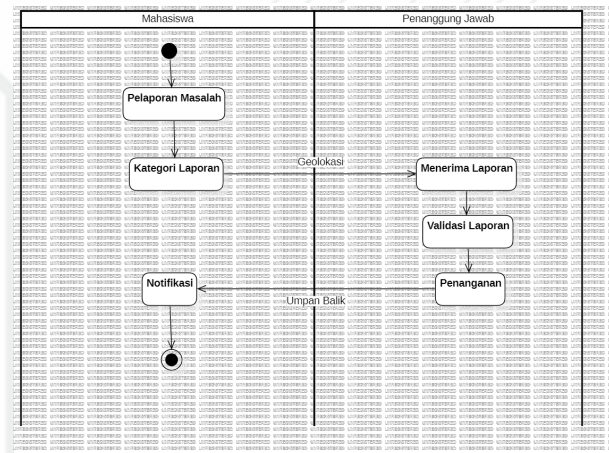 Mahasiswa
Penanggung Jawab
Pelaporan Masalah
Kategori Laporan
Geolokasi
Menerima Laporan
Validasi Laporan
Notifikasi
Penanganan
Umpan Balik